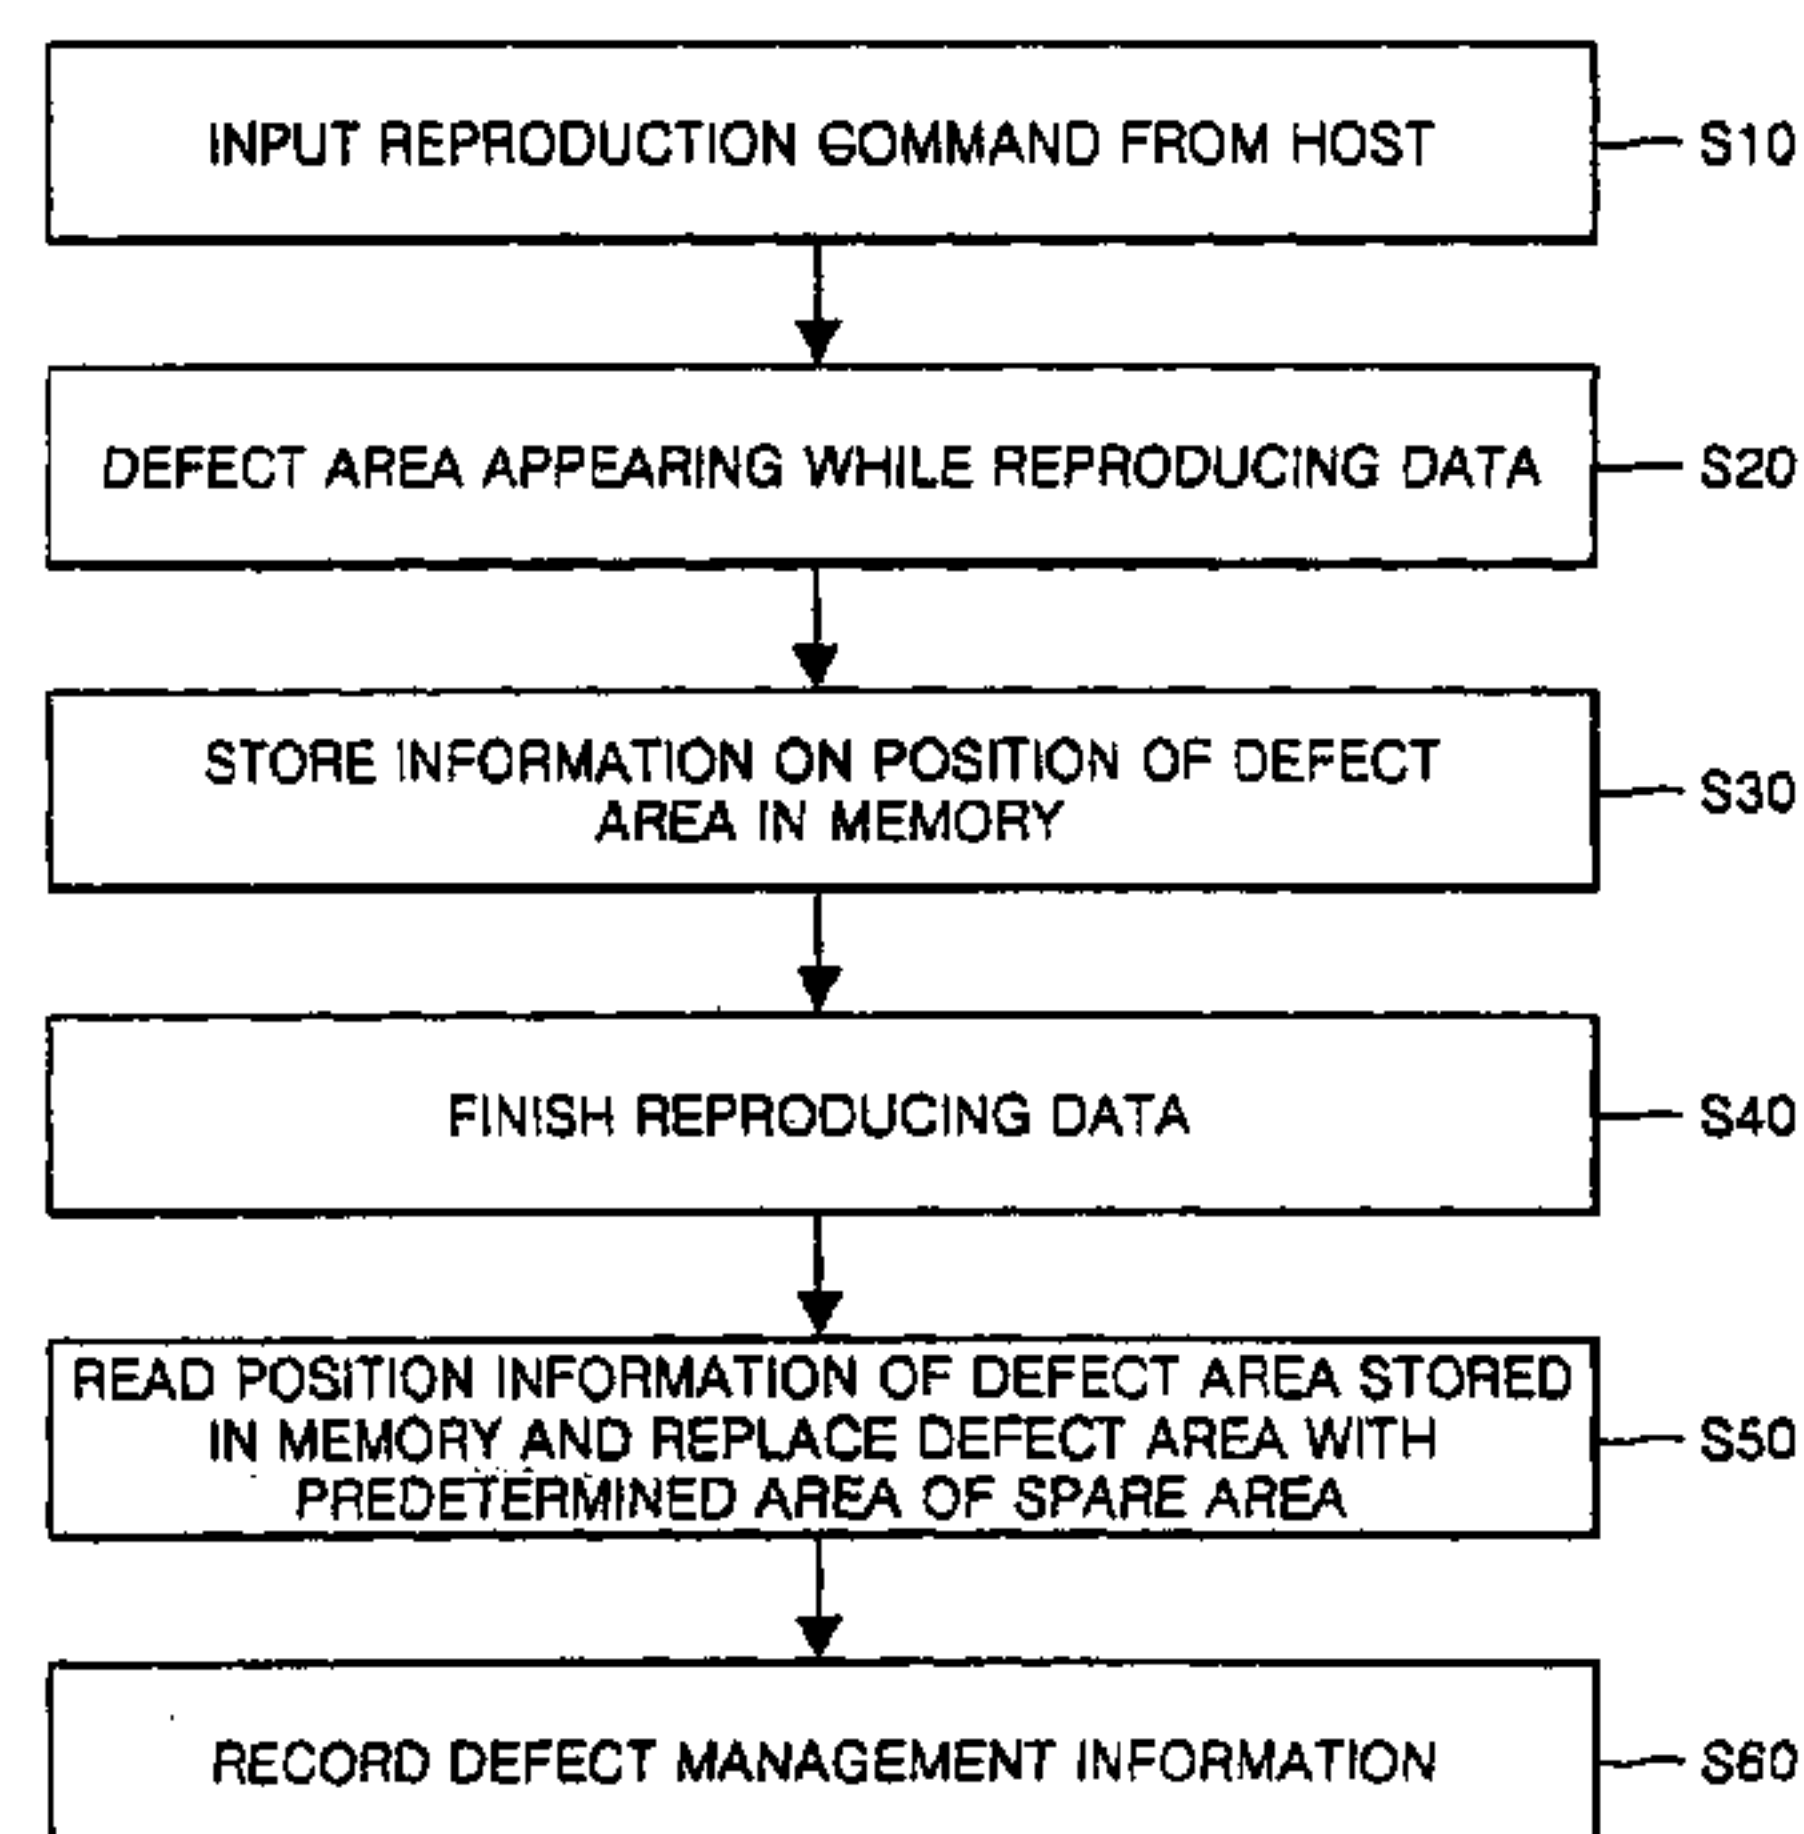 INPUT REPRODUCTION COMMAND FROM HOST
S10
DEFECT AREA APPEARING WHILE REPRODUCING DATA
S20
STORE INFORMATION ON POSITION OF DEFECT
AREA IN MEMORY
S30
FINISH REPRODUCING DATA
S40
READ POSITION INFORMATION OF DEFECT AREA STORED
IN MEMORY AND REPLACE DEFECT AREA WITH
PREDETERMINED AREA OF SPARE AREA
S50
RECORD DEFECT MANAGEMENT INFORMATION
S60